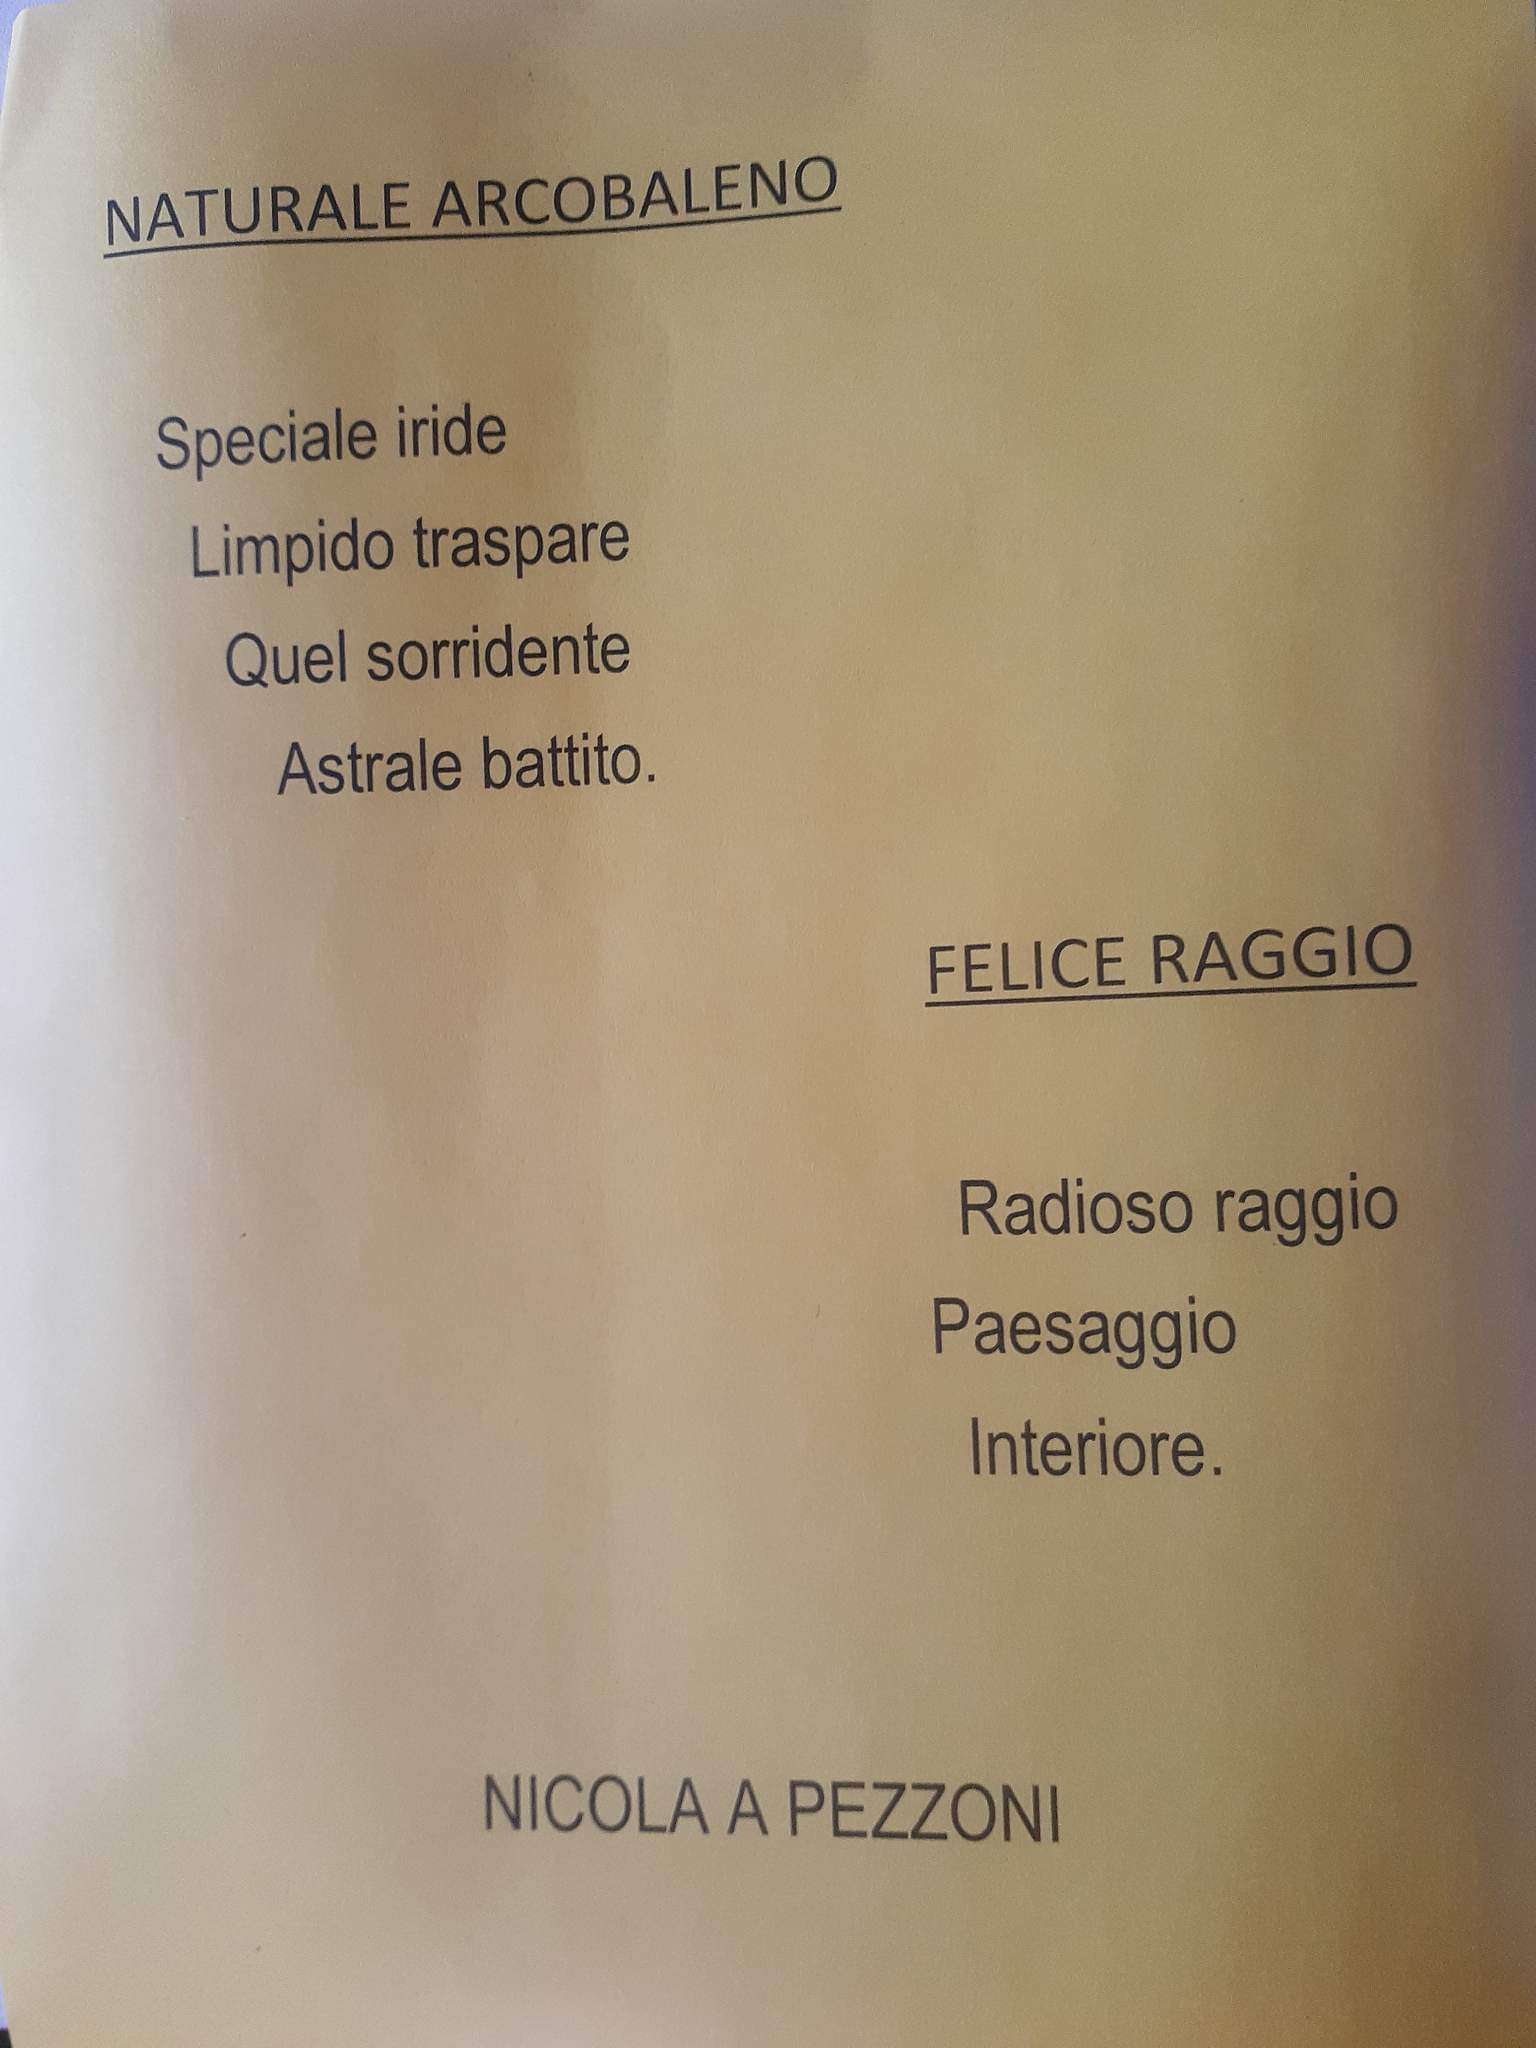 NATURALE ARCOBALENO
Speciale iride
Limpido traspare
Quel sorridente
Astrale battito.
FELICE RAGGIO
Radioso raggio
Paesaggio
Interiore.
NICOLA A PEZZONI